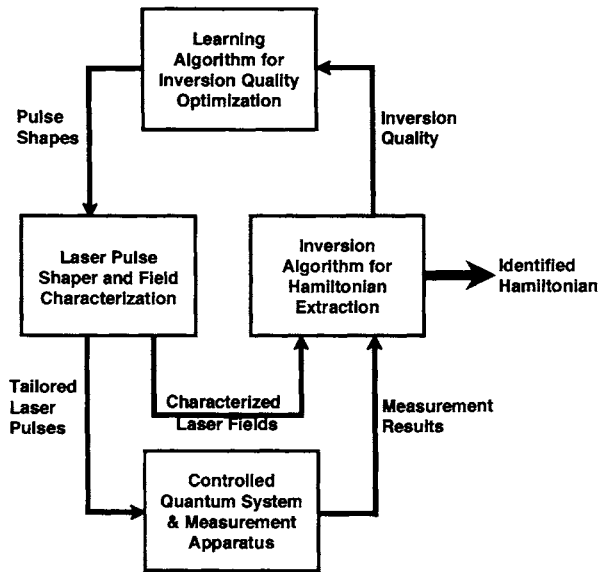 Learning
Algorithm for
Inversion Quality
Optimization
Pulse
Shapes
Inversion
Quality
Laser Pulse
Shaper and Field
Characterization
Inversion
Algorithm for
Hamiltonian
Extraction
Identified
Hamiltonian
Tailored
Laser
Pulses
Characterized
Laser Fields
Measurement
Results
Controlled
Quantum System
& Measurement
Apparatus